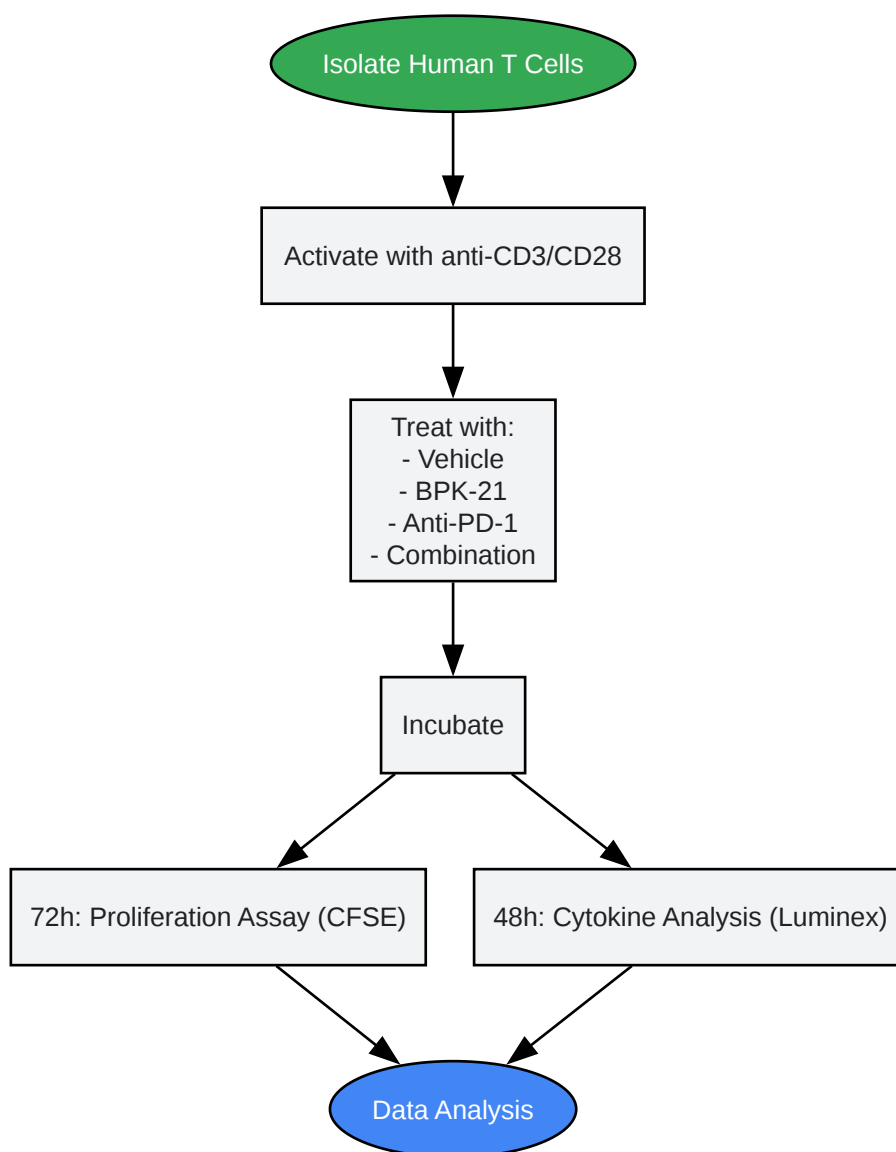 Isolate Human T Cells
Activate with anti-CD3/CD28
Treat with:
- Vehicle
- BPK-21
- Anti-PD-1
- Combination
Incubate
72h: Proliferation Assay (CFSE)
48h: Cytokine Analysis (Luminex)
Data Analysis